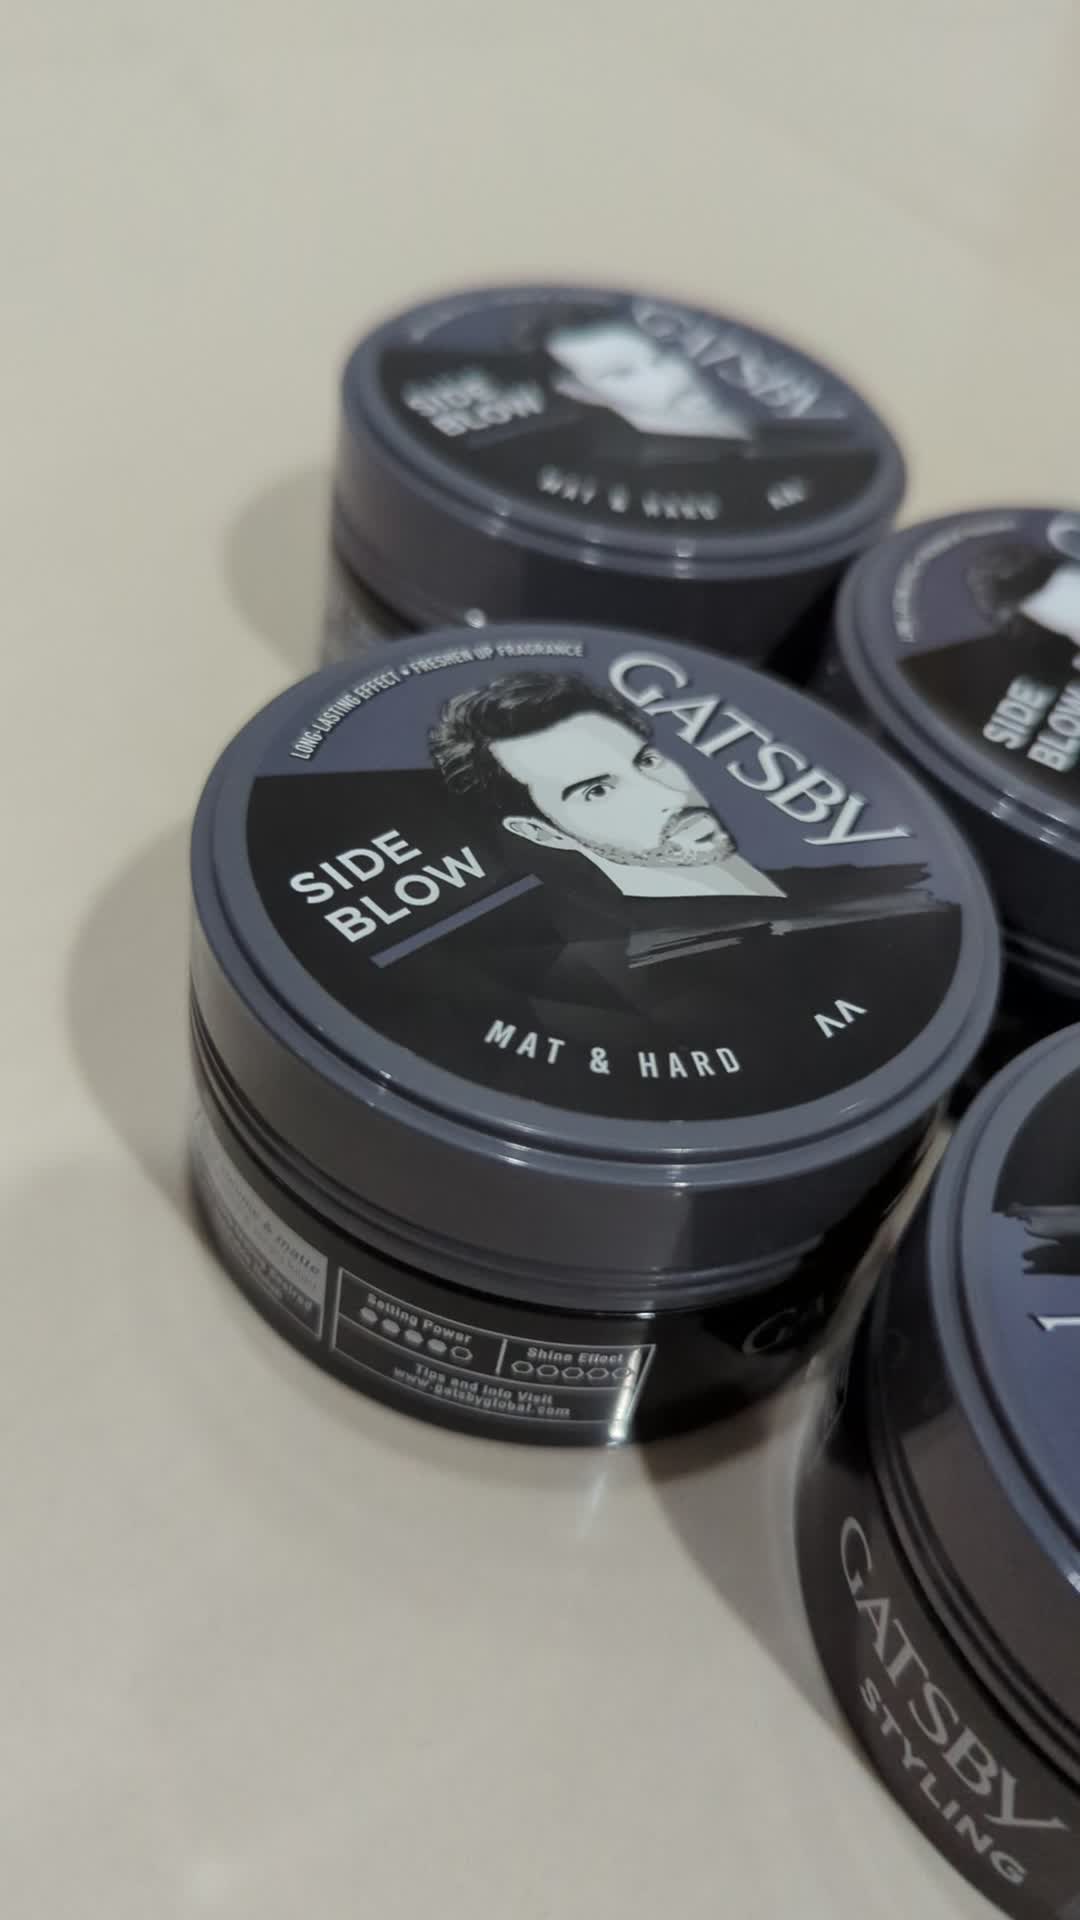 GATSBY
SIDE
BLOW
MAT & HARD
LONG-LASTING EFFECT • FRESHEN UP FRAGRANCE
GATSBY
SIDE
BLOW
MAT & HARD
Setting Power
Shine Effect
Tips and Info Visit
www.gatsbyglobal.com
SIDE
BLOW
GATSBY
STYLING